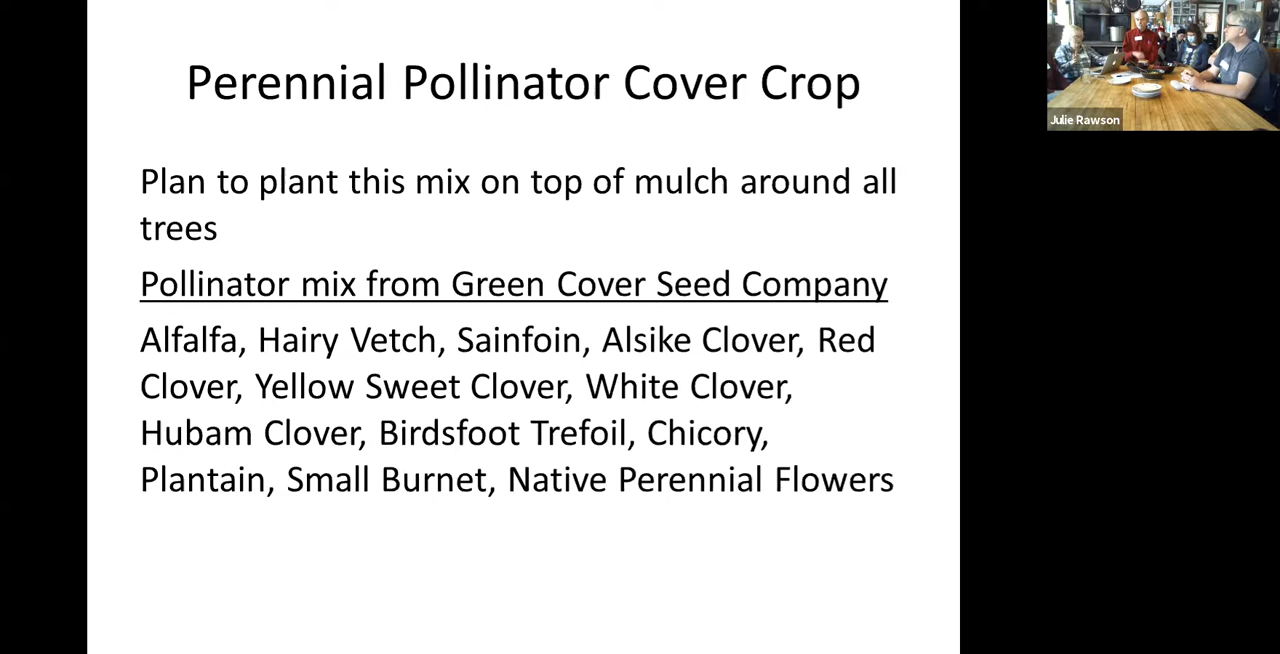 Perennial Pollinator Cover Crop
Plan to plant this mix on top of mulch around all
trees
Pollinator mix from Green Cover Seed Company
Alfalfa, Hairy Vetch, Sainfoin, Alsike Clover, Red
Clover, Yellow Sweet Clover, White Clover,
Hubam Clover, Birdsfoot Trefoil, Chicory,
Plantain, Small Burnet, Native Perennial Flowers
Julie Rawson